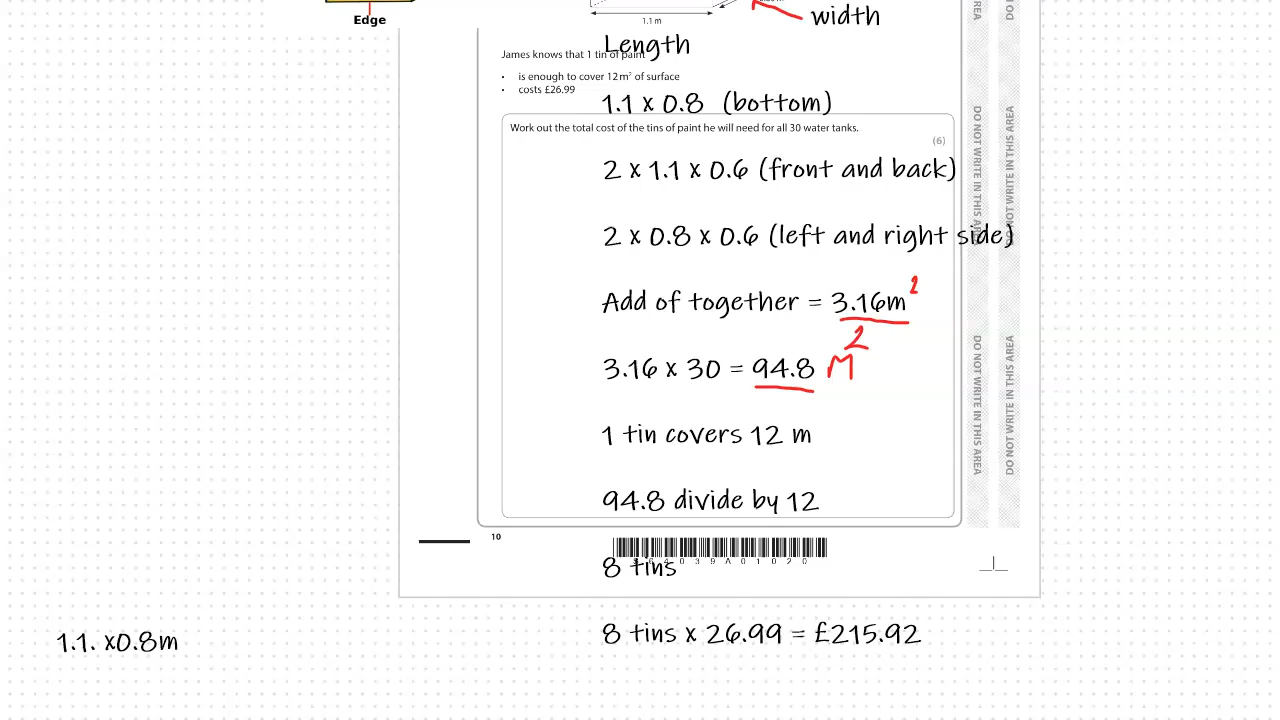 Edge
1.1 m
width
Length
James knows that 1 tin of paint
• is enough to cover 12 m² of surface
• costs £26.99
1.1 x 0.8 (bottom)
Work out the total cost of the tins of paint he will need for all 30 water tanks.
(6)
2 x 1.1 x 0.6 (front and back)
2 x 0.8 x 0.6 (left and right side)
Add of together = 3.16m²
3.16 x 30 = 94.8 M²
1 tin covers 12 m
94.8 divide by 12
10
8 tins
8 tins x 26.99 = £215.92
1.1. x0.8m
DO NOT WRITE IN THIS AREA
DO NOT WRITE IN THIS AREA
DO NOT WRITE IN THIS AREA
DO NOT WRITE IN THIS AREA